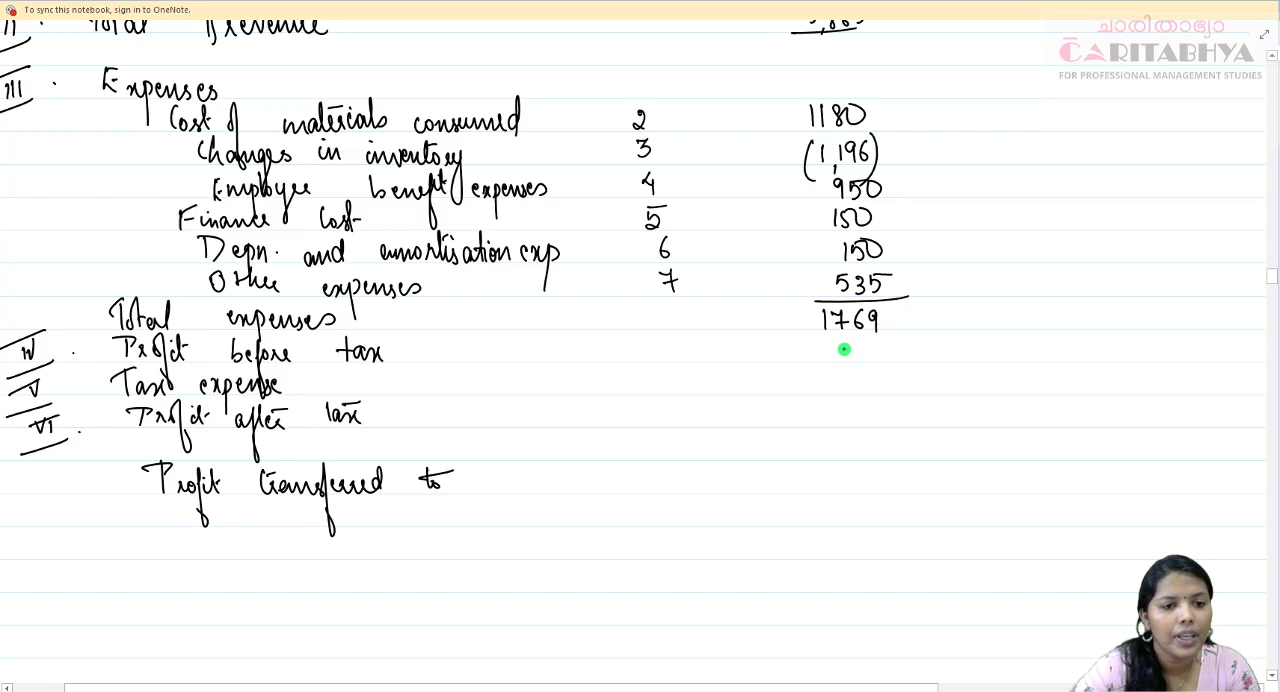 To sync this notebook, sign in to OneNote.
II Total Revenue
ചാരിതാഭ്യാ
CARITABHYA
FOR PROFESSIONAL MANAGEMENT STUDIES
III. Expenses
Cost of materials consumed 2 1180
Changes in inventory 3 (1,196)
Employee benefit expenses 4 950
Finance Cost 5 150
Depn. and amortisation exp 6 150
Other expenses 7 535
Total expenses 1769
IV. Profit before tax
V Tax expense
VI. Profit after tax
Profit transferred to